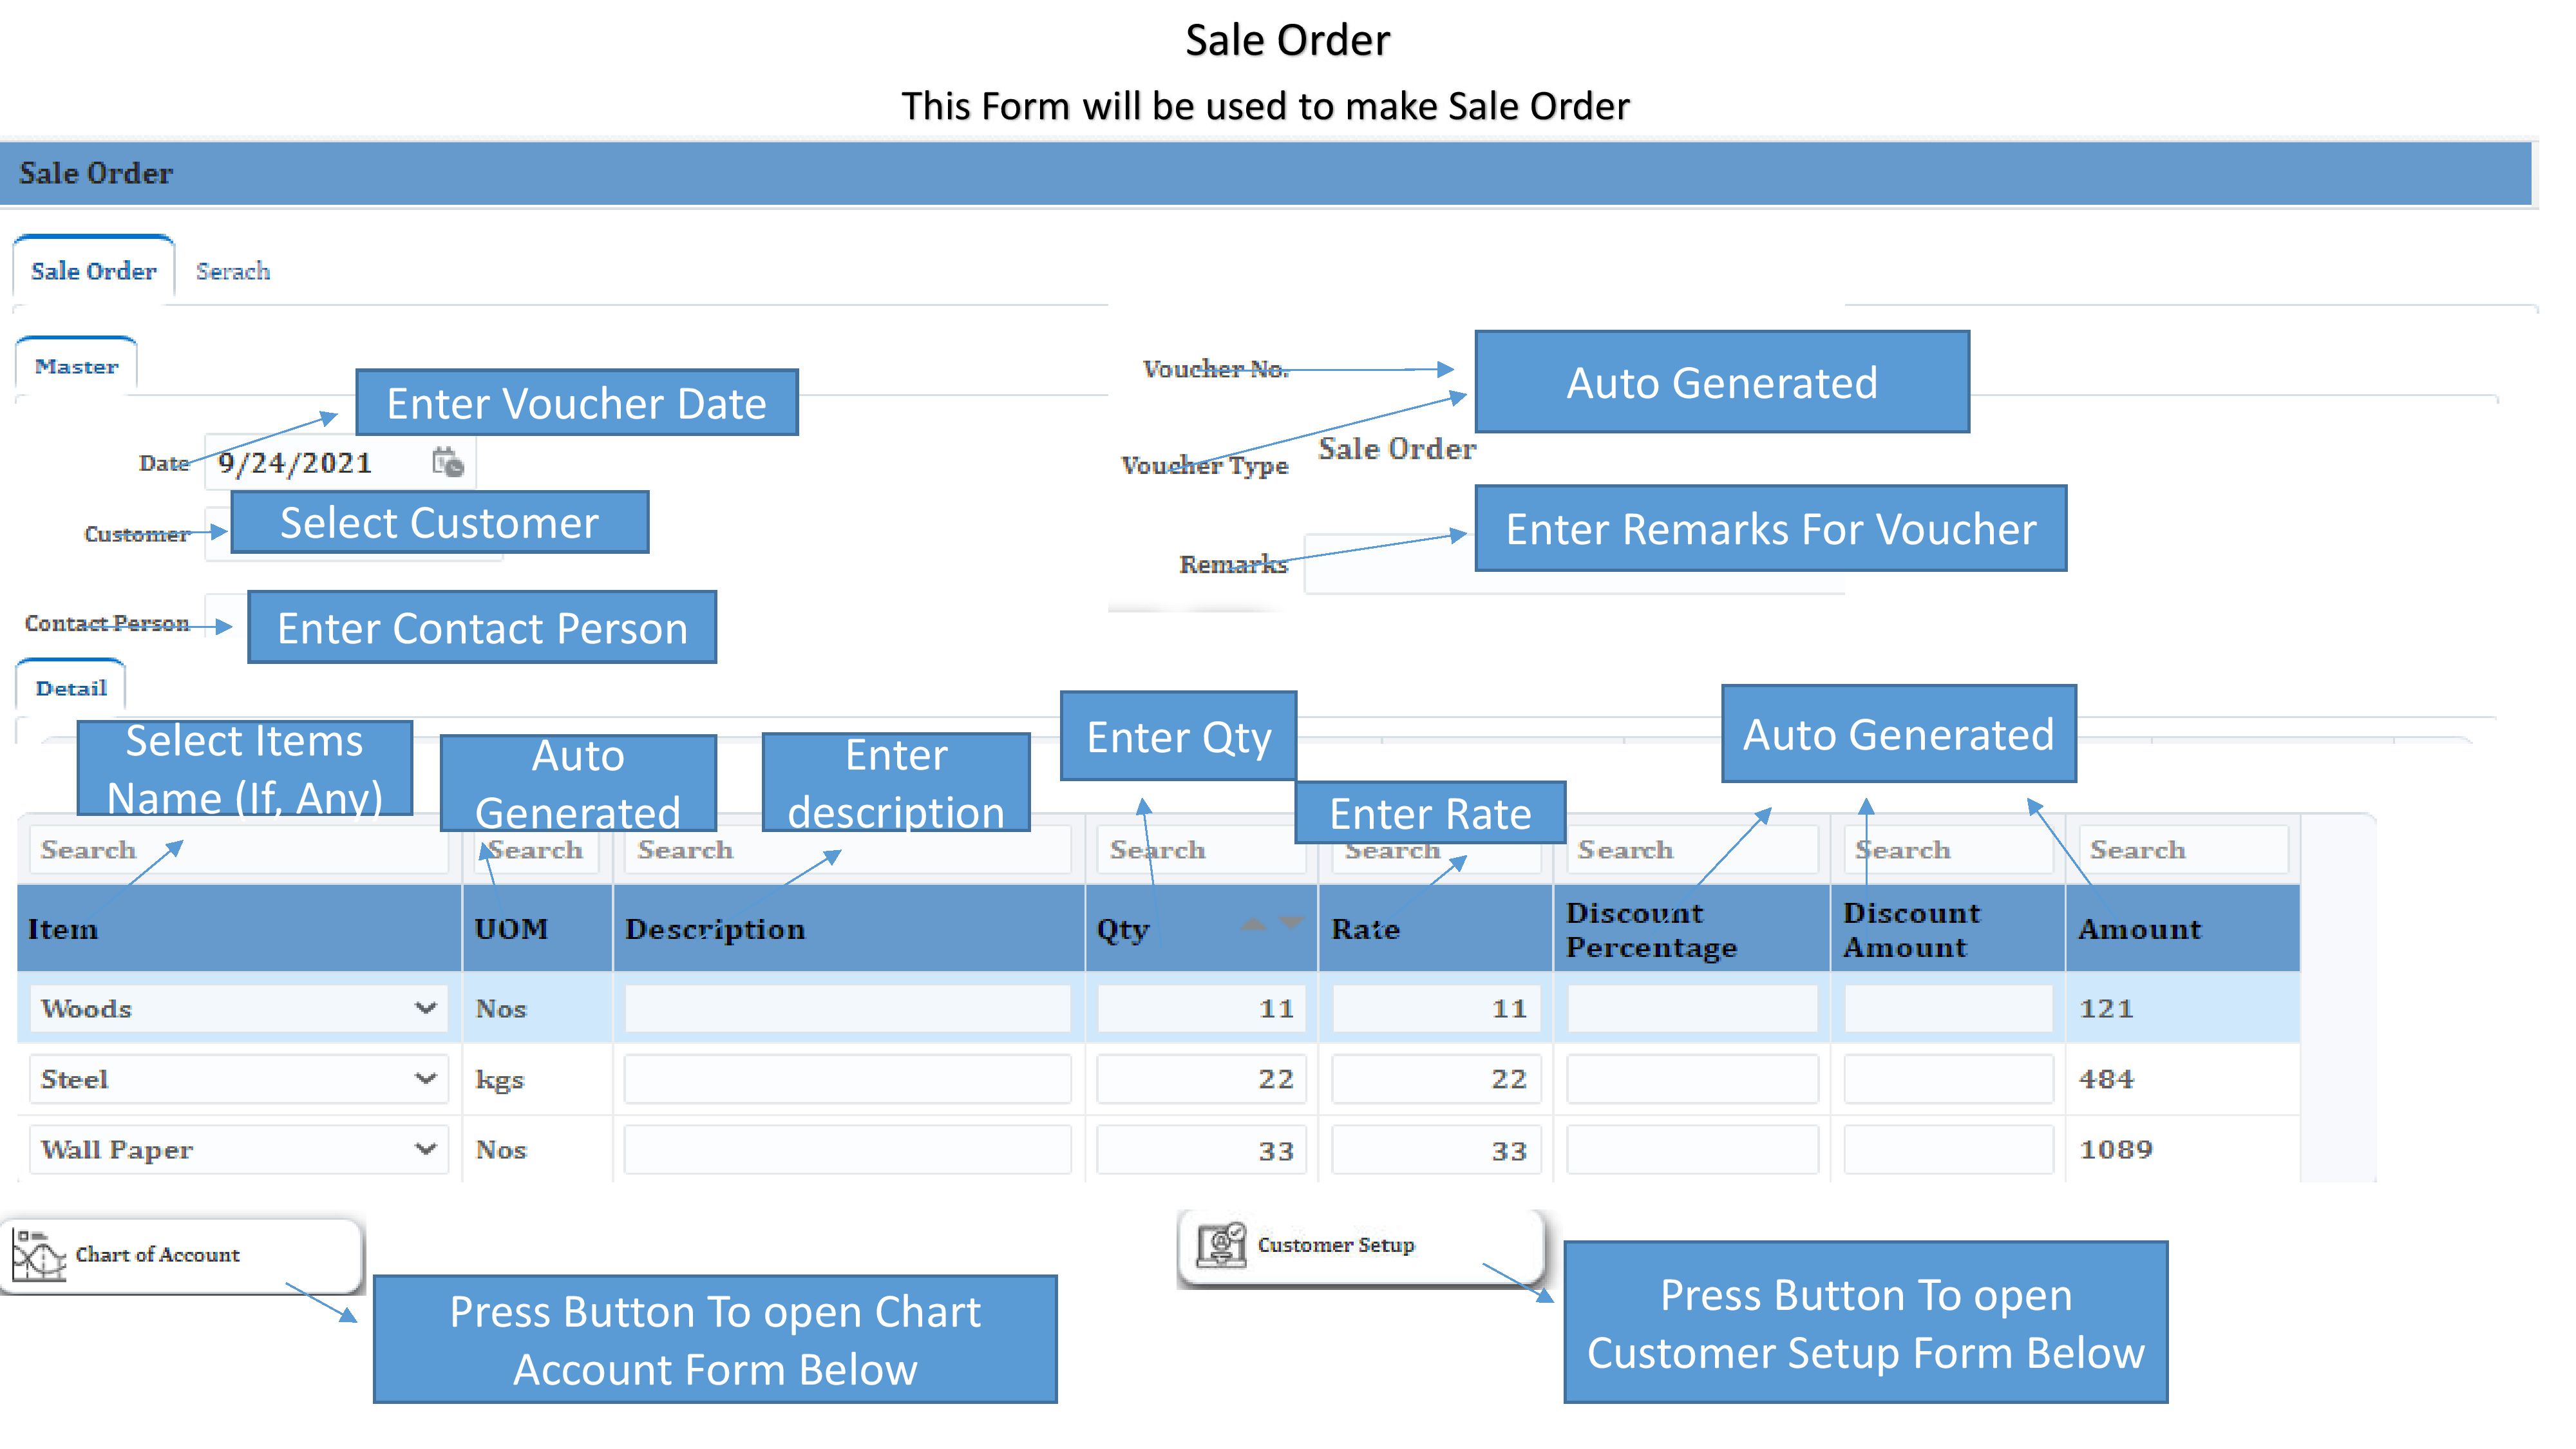 Sale Order
This Form will be used to make Sale Order
Sale Order
Sale Order Serach
Master
Enter Voucher Date
Date 9/24/2021
Customer Select Customer
Contact Person Enter Contact Person
Voucher No. Auto Generated
Voucher Type Sale Order
Remarks Enter Remarks For Voucher
Detail
Select Items
Name (If, Any)
Auto
Generated
Enter
description
Enter Qty
Enter Rate
Auto Generated
Search Search Search Search Search Search Search Search
Item UOM Description Qty Rate Discount Percentage Discount Amount Amount
Woods Nos 11 11 121
Steel kgs 22 22 484
Wall Paper Nos 33 33 1089
Chart of Account
Press Button To open Chart
Account Form Below
Customer Setup
Press Button To open
Customer Setup Form Below